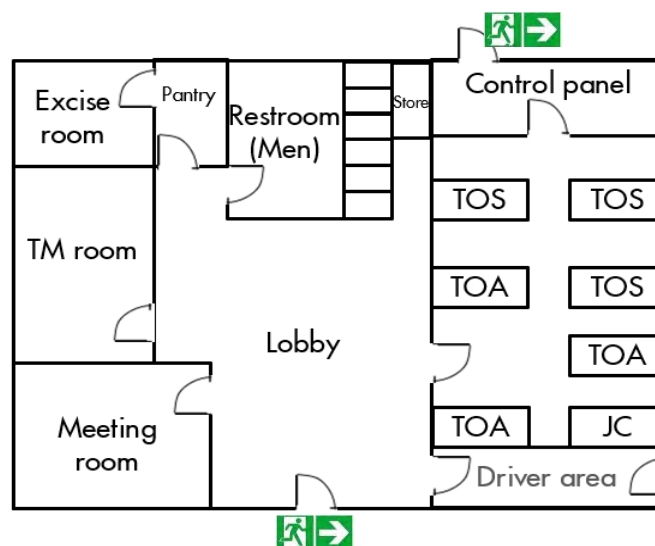 Excise
room
Pantry
Restroom
(Men)
Store
Control panel
TOS
TOS
TM room
TOA
TOS
Lobby
TOA
Meeting
room
TOA
JC
Driver area